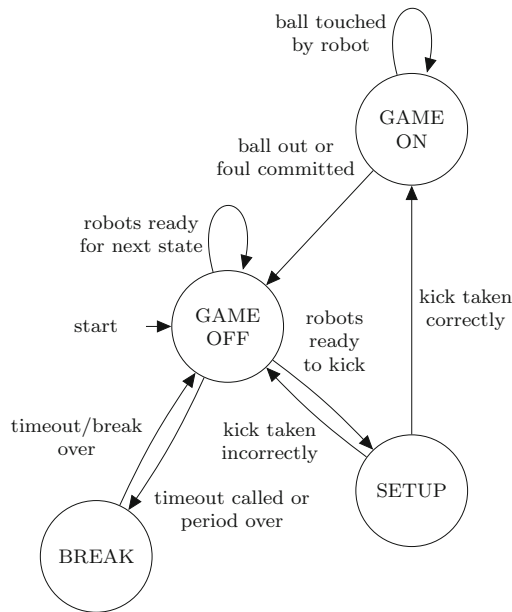 ball touched
by robot
GAME
ON
ball out or
foul committed
robots ready
for next state
kick taken
correctly
start
GAME
OFF
robots
ready
to kick
timeout/break
over
kick taken
incorrectly
SETUP
timeout called or
period over
BREAK